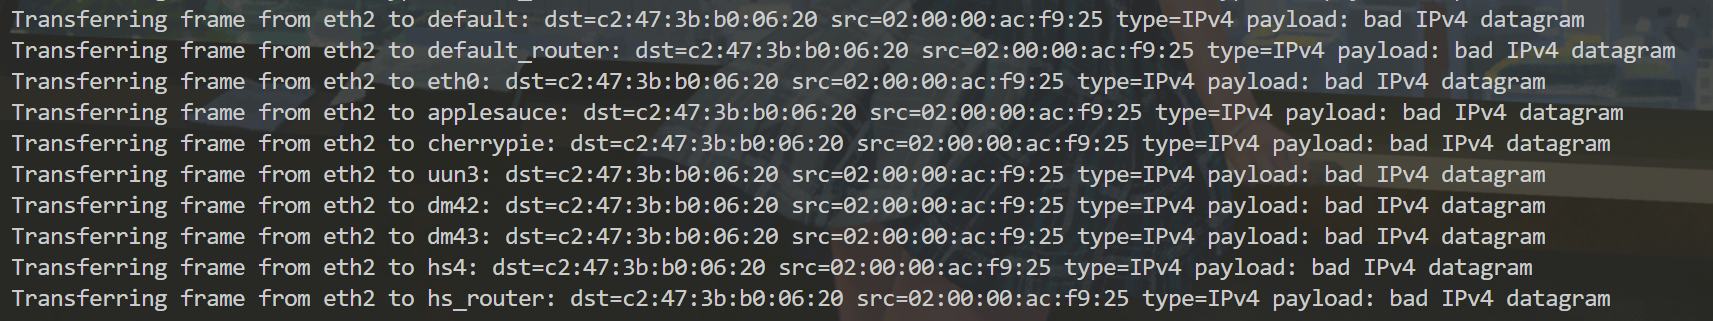 Transferring frame from eth2 to default: dst=c2:47:3b:b0:06:20 src=02:00:00:ac:f9:25 type=IPv4 payload: bad IPv4 datagram
Transferring frame from eth2 to default_router: dst=c2:47:3b:b0:06:20 src=02:00:00:ac:f9:25 type=IPv4 payload: bad IPv4 datagram
Transferring frame from eth2 to eth0: dst=c2:47:3b:b0:06:20 src=02:00:00:ac:f9:25 type=IPv4 payload: bad IPv4 datagram
Transferring frame from eth2 to applesauce: dst=c2:47:3b:b0:06:20 src=02:00:00:ac:f9:25 type=IPv4 payload: bad IPv4 datagram
Transferring frame from eth2 to cherrypie: dst=c2:47:3b:b0:06:20 src=02:00:00:ac:f9:25 type=IPv4 payload: bad IPv4 datagram
Transferring frame from eth2 to uun3: dst=c2:47:3b:b0:06:20 src=02:00:00:ac:f9:25 type=IPv4 payload: bad IPv4 datagram
Transferring frame from eth2 to dm42: dst=c2:47:3b:b0:06:20 src=02:00:00:ac:f9:25 type=IPv4 payload: bad IPv4 datagram
Transferring frame from eth2 to dm43: dst=c2:47:3b:b0:06:20 src=02:00:00:ac:f9:25 type=IPv4 payload: bad IPv4 datagram
Transferring frame from eth2 to hs4: dst=c2:47:3b:b0:06:20 src=02:00:00:ac:f9:25 type=IPv4 payload: bad IPv4 datagram
Transferring frame from eth2 to hs_router: dst=c2:47:3b:b0:06:20 src=02:00:00:ac:f9:25 type=IPv4 payload: bad IPv4 datagram